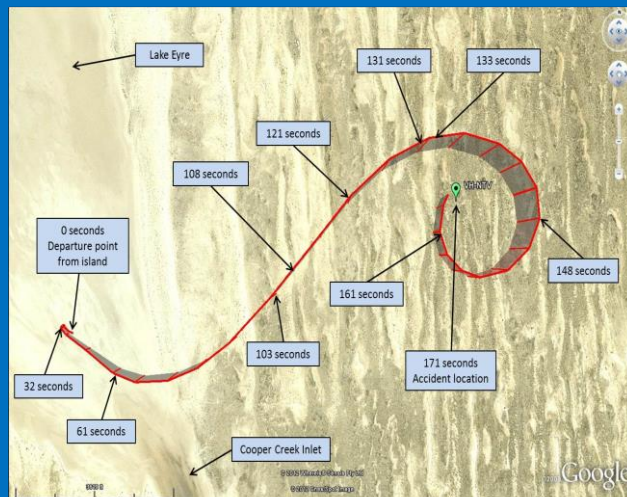 Lake Eyre
131 seconds
133 seconds
121 seconds
108 seconds
0 seconds
Departure point
from island
VH-NTV
161 seconds
148 seconds
103 seconds
171 seconds
Accident location
32 seconds
61 seconds
Cooper Creek Inlet
Google